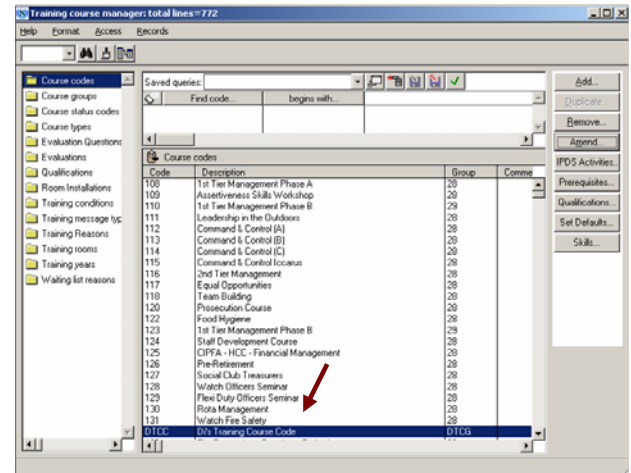 Training course manager: total lines=772
Help Format Access Records
Course codes
Course groups
Course status codes
Course types
Evaluation Questions
Evaluations
Qualifications
Room Installations
Training conditions
Training message typ
Training Reasons
Training rooms
Training years
Waiting list reasons
Saved queries:
Find code... begins with...
Course codes
Code Description Group Comme
108 1st Tier Management Phase A 28
109 Assertiveness Skills Workshop 28
110 1st Tier Management Phase B 29
111 Leadership in the Outdoors 28
112 Command & Control (A) 28
113 Command & Control (B) 28
114 Command & Control (C) 28
115 Command & Control Iccarus 28
116 2nd Tier Management 28
117 Equal Opportunities 28
118 Team Building 28
120 Prosecution Course 28
122 Food Hygiene 28
123 1st Tier Management Phase B 29
124 Staff Development Course 28
125 CIPFA - HCC - Financial Management 28
126 Pre-Retirement 28
127 Social Club Treasurers 28
128 Watch Officers Seminar 28
129 Flexi Duty Officers Seminar 28
130 Rota Management 28
131 Watch Fire Safety 28
DTCC Di's Training Course Code DTCG
Add...
Duplicate...
Remove...
Amend...
IPDS Activities...
Prerequisites...
Qualifications...
Set Defaults...
Skills...